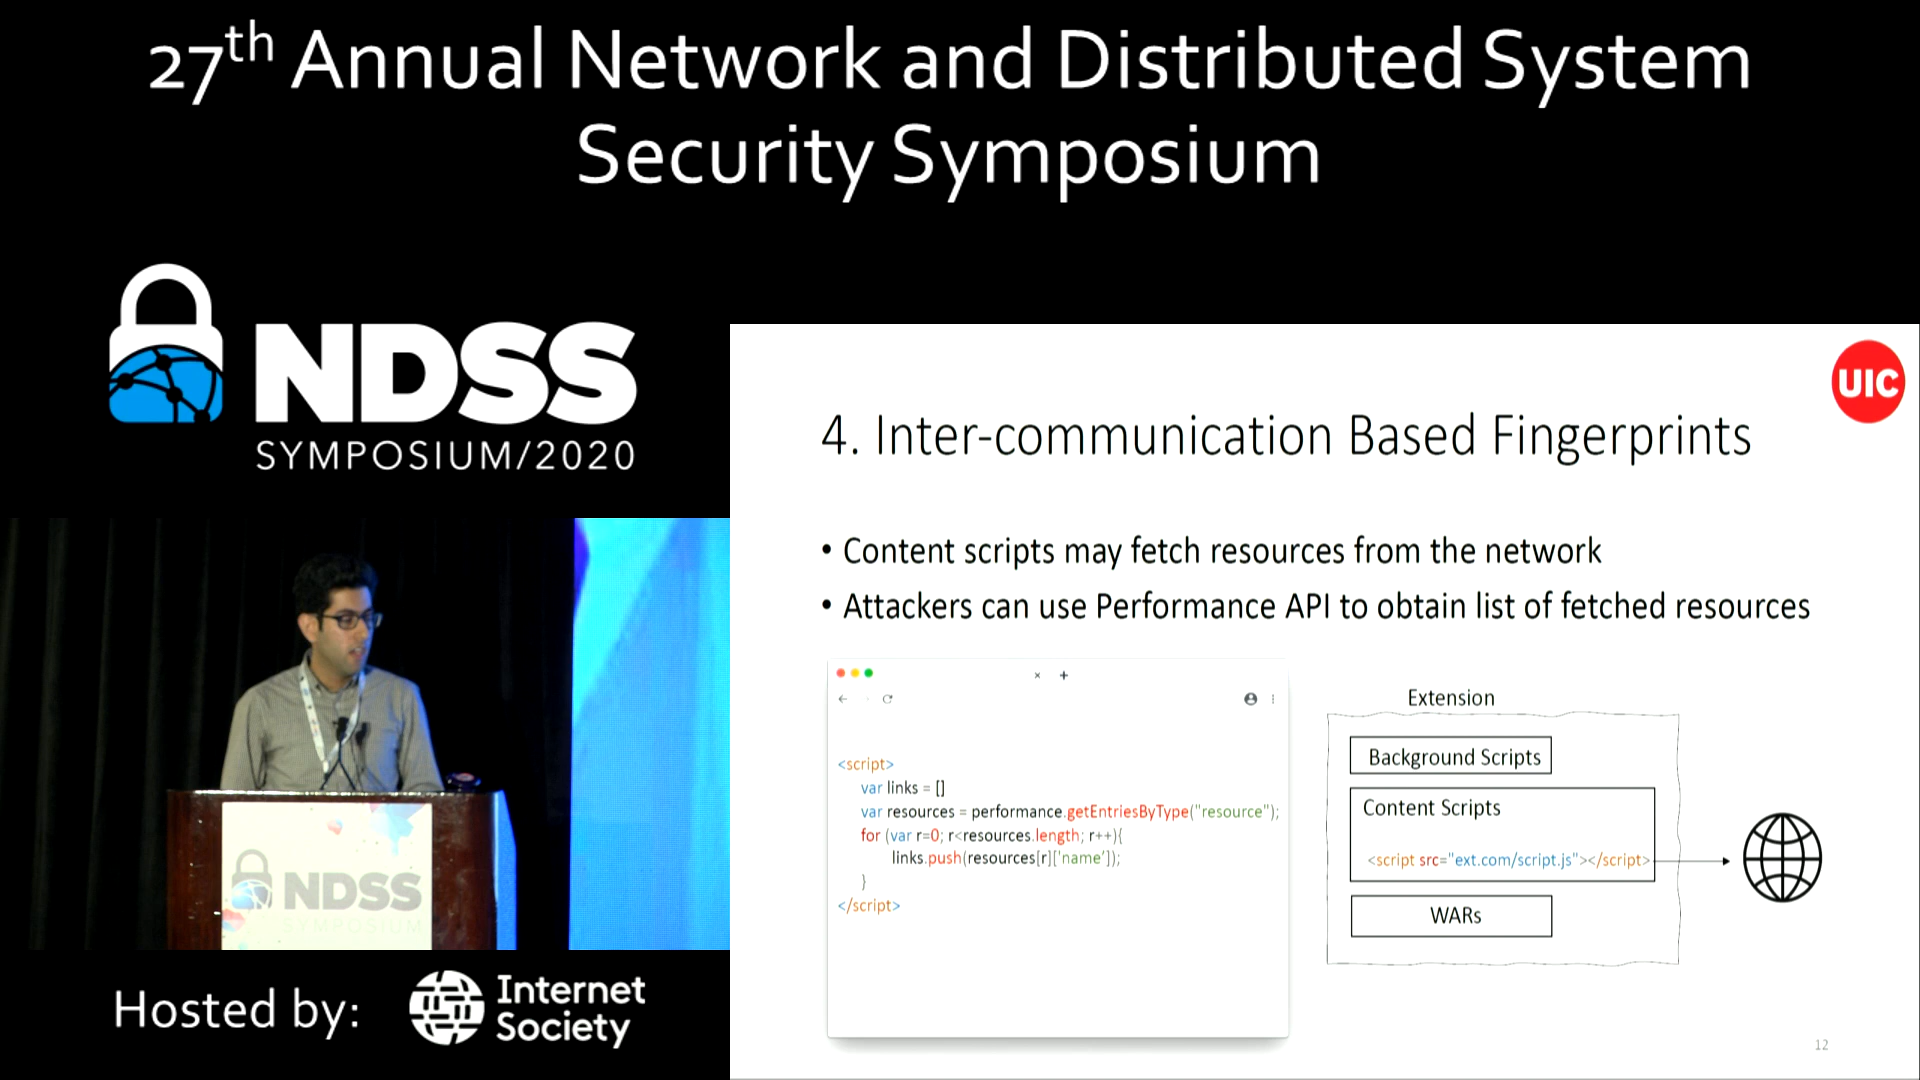 27th Annual Network and Distributed System
Security Symposium
NDSS
SYMPOSIUM/2020
UIC
4. Inter-communication Based Fingerprints
• Content scripts may fetch resources from the network
• Attackers can use Performance API to obtain list of fetched resources
<script>
var links = []
var resources = performance.getEntriesByType("resource");
for (var r=0; r<resources.length; r++){
links.push(resources[r]['name']);
}
</script>
Extension
Background Scripts
Content Scripts
<script src="ext.com/script.js"></script>
WARs
12
NDSS
SYMPOSIUM
Hosted by:
Internet
Society